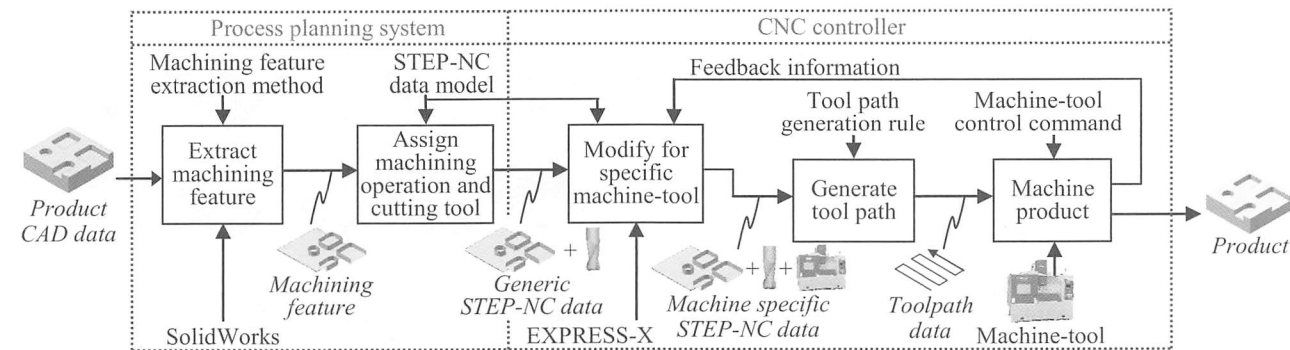 Process planning system
CNC controller
Machining feature
extraction method
STEP-NC
data model
Feedback information
Tool path
generation rule
Machine-tool
control command
Extract
machining
feature
Assign
machining
operation and
cutting tool
Modify for
specific
machine-tool
Generate
tool path
Machine
product
Product
CAD data
Product
Machining
feature
+
Generic
STEP-NC data
+ +
Machine specific
STEP-NC data
Toolpath
data
SolidWorks
EXPRESS-X
Machine-tool